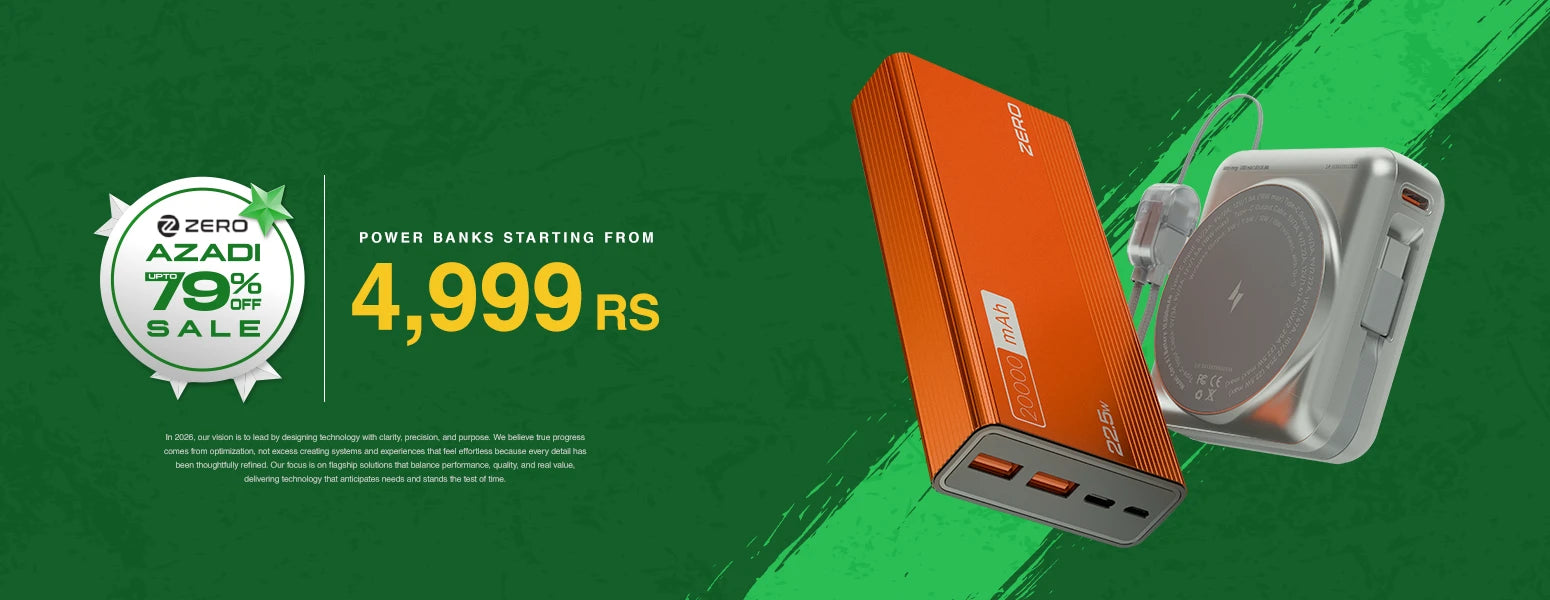 ZERO
AZADI
UPTO
79%
OFF
SALE
POWER BANKS STARTING FROM
4,999 RS
In 2026, our vision is to lead by designing technology with clarity, precision, and purpose. We believe true progress
comes from optimization, not excess creating systems and experiences that feel effortless because every detail has
been thoughtfully refined. Our focus is on flagship solutions that balance performance, quality, and real value,
delivering technology that anticipates needs and stands the test of time.
ZERO
20000 mAh
22.5W